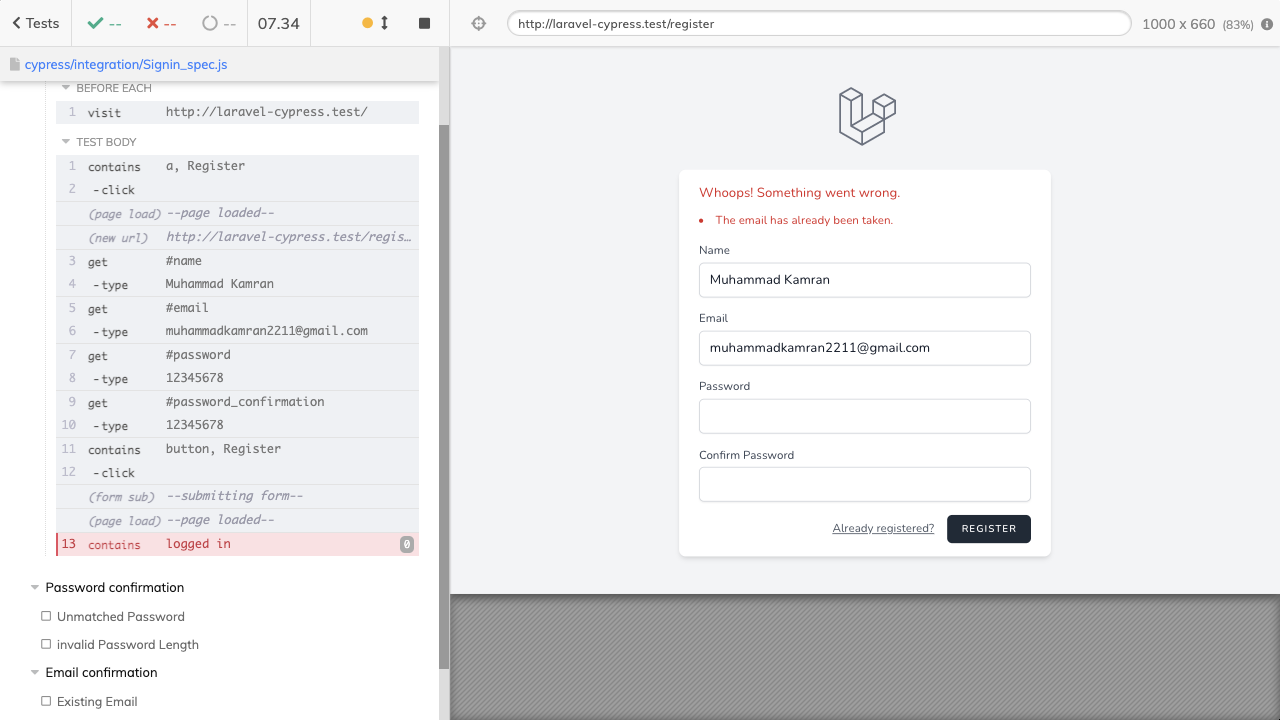 Tests
--
--
--
07.34
http://laravel-cypress.test/register
1000 x 660 (83%)
cypress/integration/Signin_spec.js
BEFORE EACH
1 visit http://laravel-cypress.test/
TEST BODY
1 contains a, Register
2 -click
(page load) --page loaded--
(new url) http://laravel-cypress.test/regis…
3 get #name
4 -type Muhammad Kamran
5 get #email
6 -type muhammadkamran2211@gmail.com
7 get #password
8 -type 12345678
9 get #password_confirmation
10 -type 12345678
11 contains button, Register
12 -click
(form sub) --submitting form--
(page load) --page loaded--
13 contains logged in 0
Password confirmation
Unmatched Password
invalid Password Length
Email confirmation
Existing Email
Whoops! Something went wrong.
• The email has already been taken.
Name
Muhammad Kamran
Email
muhammadkamran2211@gmail.com
Password
Confirm Password
Already registered? REGISTER